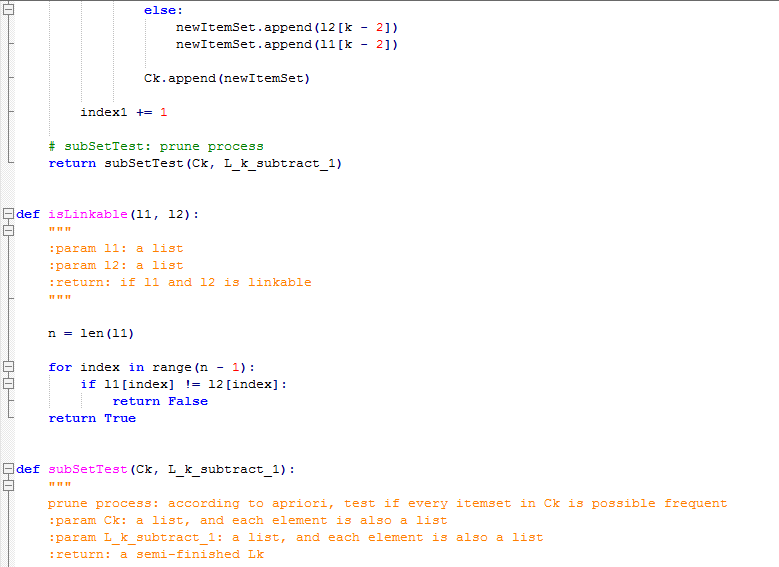 else:
newItemSet.append(l2[k - 2])
newItemSet.append(l1[k - 2])
Ck.append(newItemSet)
index1 += 1
# subSetTest: prune process
return subSetTest(Ck, L_k_subtract_1)
def isLinkable(l1, l2):
"""
:param l1: a list
:param l2: a list
:return: if l1 and l2 is linkable
"""
n = len(l1)
for index in range(n - 1):
if l1[index] != l2[index]:
return False
return True
def subSetTest(Ck, L_k_subtract_1):
"""
prune process: according to apriori, test if every itemset in Ck is possible frequent
:param Ck: a list, and each element is also a list
:param L_k_subtract_1: a list, and each element is also a list
:return: a semi-finished Lk